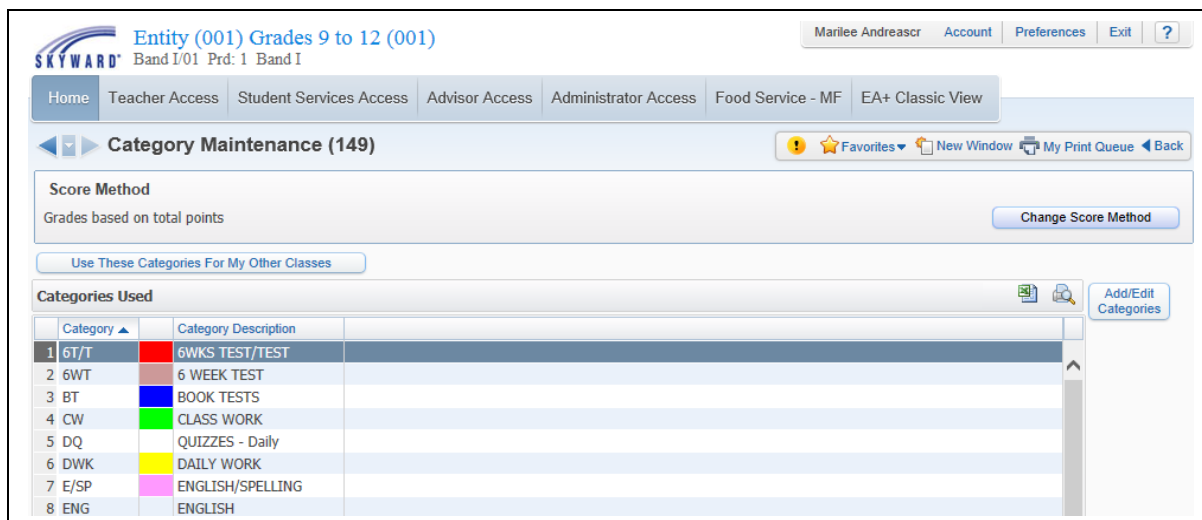 SKYWARD
Entity (001) Grades 9 to 12 (001)
Band I/01 Prd: 1 Band I
Marilee Andreascr Account Preferences Exit ?
Home Teacher Access Student Services Access Advisor Access Administrator Access Food Service - MF EA+ Classic View
Category Maintenance (149)
! Favorites New Window My Print Queue Back
Score Method
Grades based on total points
Change Score Method
Use These Categories For My Other Classes
Categories Used
Add/Edit
Categories
Category Category Description
1 6T/T 6WKS TEST/TEST
2 6WT 6 WEEK TEST
3 BT BOOK TESTS
4 CW CLASS WORK
5 DQ QUIZZES - Daily
6 DWK DAILY WORK
7 E/SP ENGLISH/SPELLING
8 ENG ENGLISH